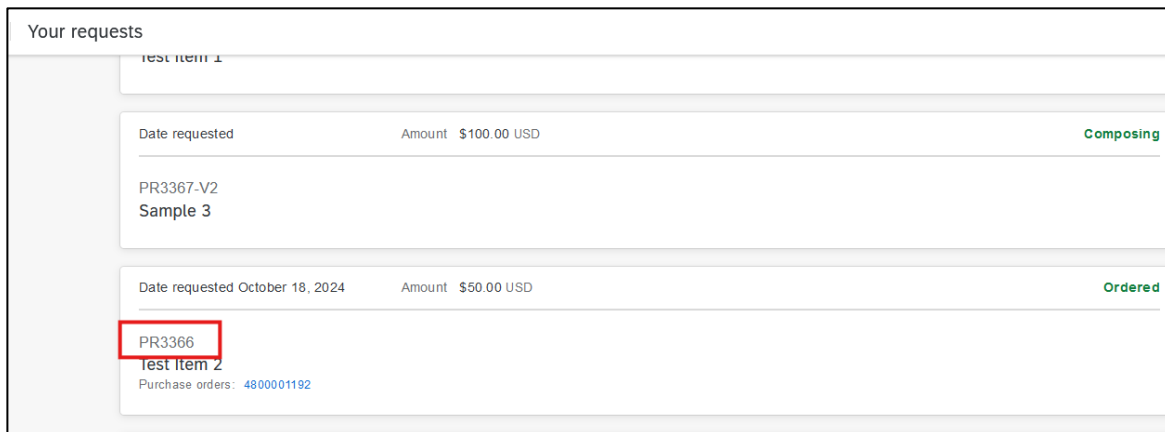 Your requests
Test Item 1
Date requested Amount $100.00 USD Composing
PR3367-V2
Sample 3
Date requested October 18, 2024 Amount $50.00 USD Ordered
PR3366
Test Item 2
Purchase orders: 4800001192